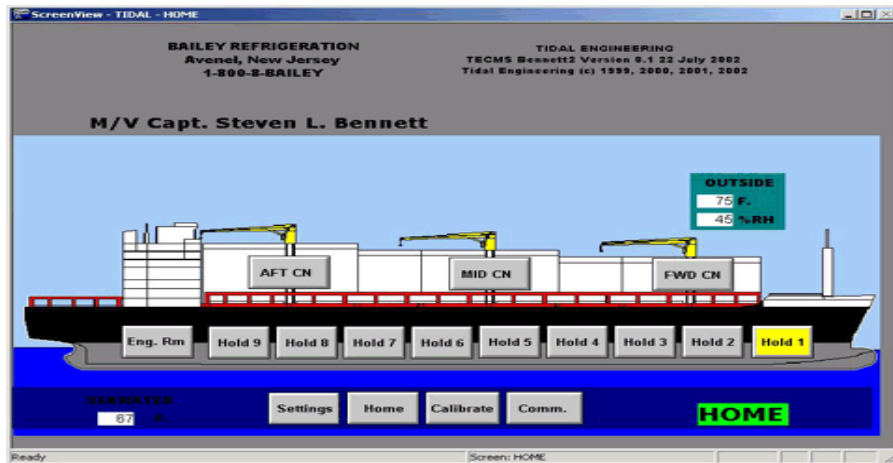 ScreenView - TIDAL - HOME
BAILEY REFRIGERATION
Avenel, New Jersey
1-800-8-BAILEY
TIDAL ENGINEERING
TECMS Bennett2 Version 0.1 22 July 2002
Tidal Engineering (c) 1999, 2000, 2001, 2002
M/V Capt. Steven L. Bennett
OUTSIDE
75 F.
45 %RH
AFT CN
MID CN
FWD CN
Eng. Rm Hold 9 Hold 8 Hold 7 Hold 6 Hold 5 Hold 4 Hold 3 Hold 2 Hold 1
SEAWATER
67 F.
Settings Home Calibrate Comm. HOME
Ready Screen: HOME